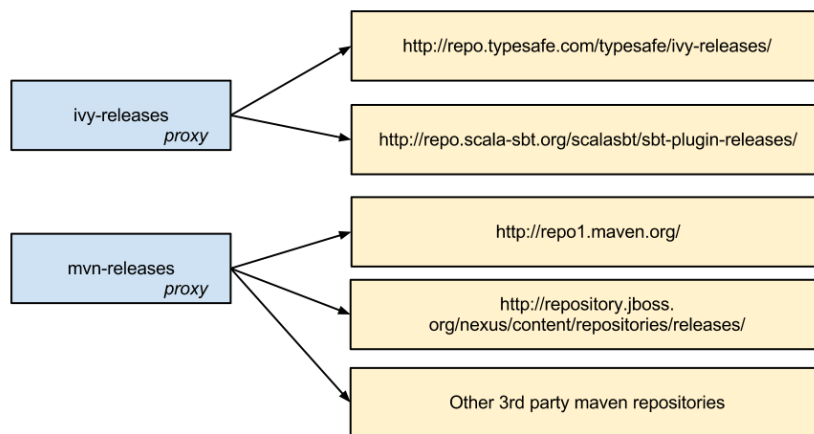 http://repo.typesafe.com/typesafe/ivy-releases/
ivy-releases
proxy
http://repo.scala-sbt.org/scalasbt/sbt-plugin-releases/
http://repo1.maven.org/
mvn-releases
proxy
http://repository.jboss.
org/nexus/content/repositories/releases/
Other 3rd party maven repositories